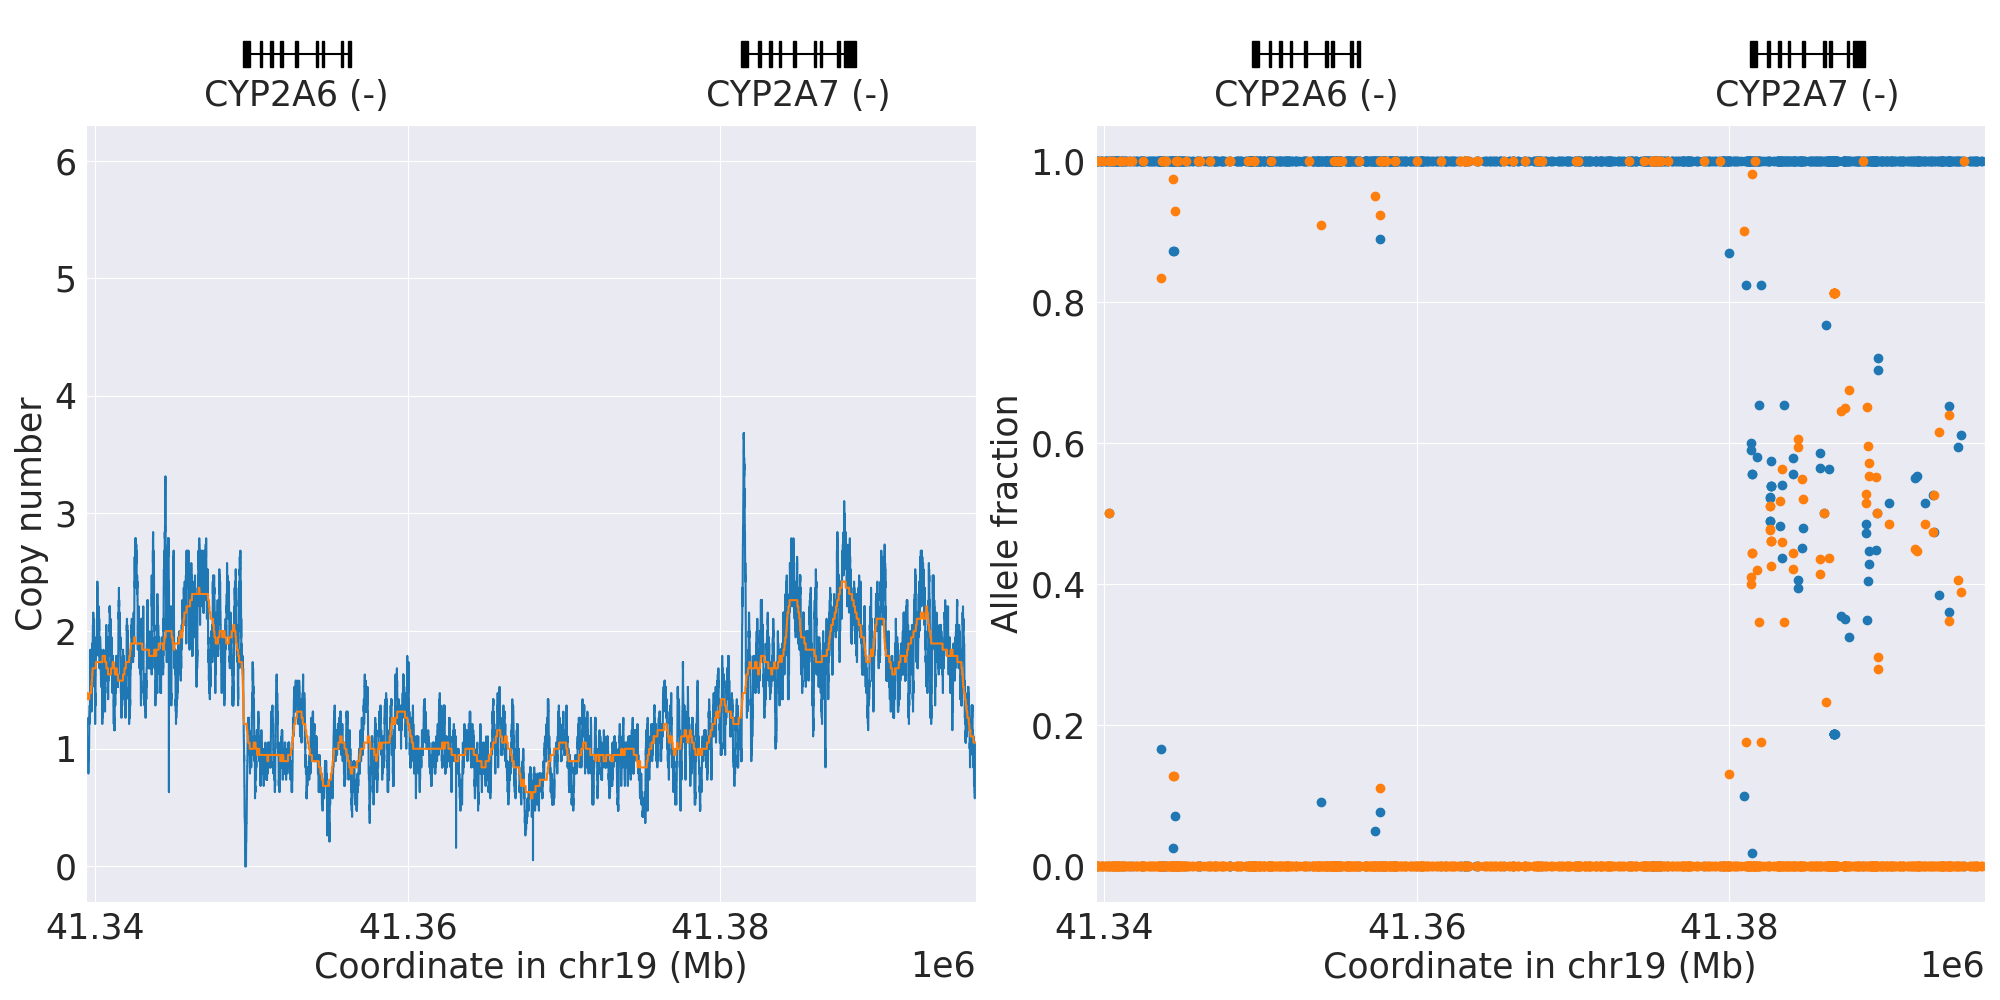 CYP2A6 (-)
CYP2A7 (-)
6
5
4
3
2
1
0
Copy number
41.34
41.36
41.38
Coordinate in chr19 (Mb)
1e6
CYP2A6 (-)
CYP2A7 (-)
1.0
0.8
0.6
0.4
0.2
0.0
Allele fraction
41.34
41.36
41.38
Coordinate in chr19 (Mb)
1e6